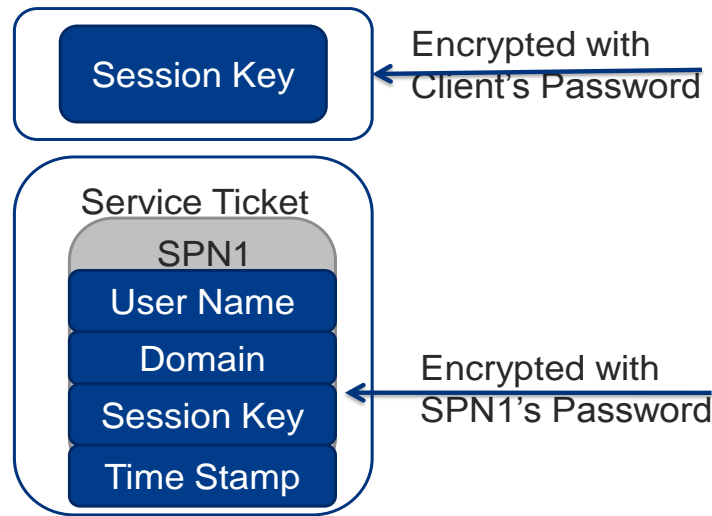 Session Key
Encrypted with
Client's Password
Service Ticket
SPN1
User Name
Domain
Session Key
Time Stamp
Encrypted with
SPN1's Password